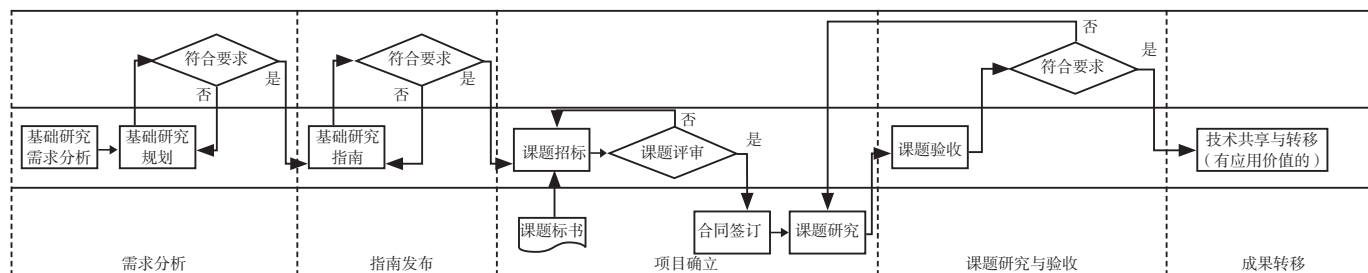 符合要求
是
否
基础研究
需求分析
基础研究
规划
需求分析
符合要求
是
否
基础研究
指南
指南发布
课题招标
否
课题评审
是
课题标书
合同签订
课题研究
项目确立
否
符合要求
是
课题验收
课题研究与验收
技术共享与转移
(有应用价值的)
成果转移